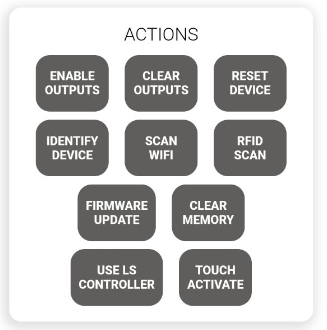 ACTIONS
ENABLE
OUTPUTS
CLEAR
OUTPUTS
RESET
DEVICE
IDENTIFY
DEVICE
SCAN
WIFI
RFID
SCAN
FIRMWARE
UPDATE
CLEAR
MEMORY
USE LS
CONTROLLER
TOUCH
ACTIVATE